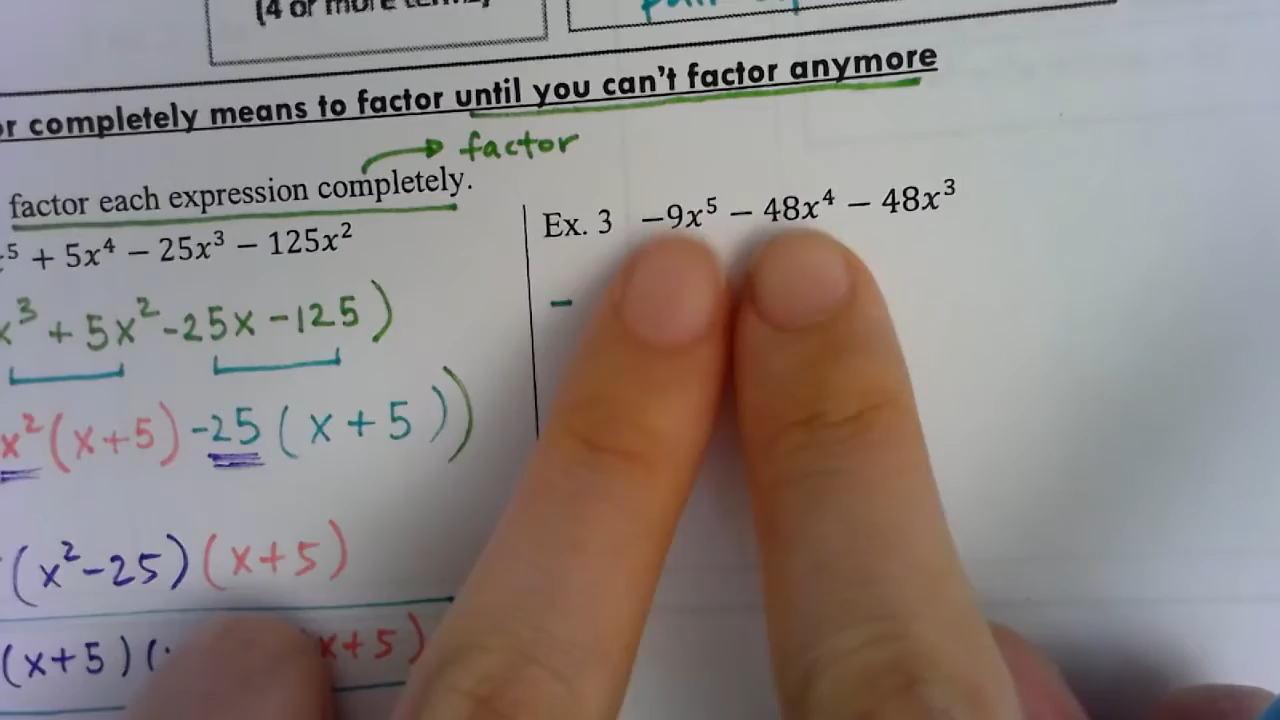 (4 or more
or completely means to factor until you can't factor anymore
factor
factor each expression completely.
⁵ + 5x⁴ − 25x³ − 125x²
Ex. 3 −9x⁵ − 48x⁴ − 48x³
x³ + 5x² -25x -125)
-
x²(x+5) -25 (x+5))
(x²-25)(x+5)
(x+5)( x+5)